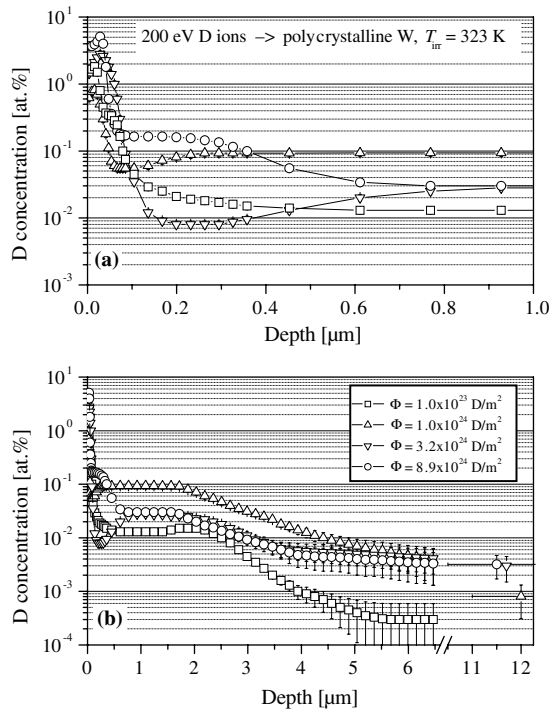 200 eV D ions –> polycrystalline W, T_irr = 323 K
D concentration [at.%]
10^1
10^0
10^-1
10^-2
10^-3
(a)
0.0 0.2 0.4 0.6 0.8 1.0
Depth [μm]
D concentration [at.%]
10^1
10^0
10^-1
10^-2
10^-3
10^-4
Φ = 1.0x10^23 D/m^2
Φ = 1.0x10^24 D/m^2
Φ = 3.2x10^24 D/m^2
Φ = 8.9x10^24 D/m^2
(b)
0 1 2 3 4 5 6 11 12
Depth [μm]